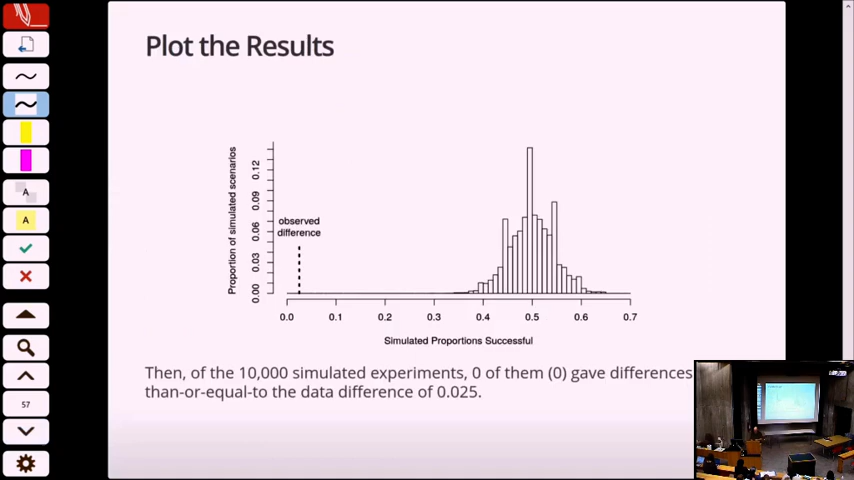 Plot the Results
Proportion of simulated scenarios
0.00 0.03 0.06 0.09 0.12
observed
difference
0.0 0.1 0.2 0.3 0.4 0.5 0.6 0.7
Simulated Proportions Successful
Then, of the 10,000 simulated experiments, 0 of them (0) gave differences
than-or-equal-to the data difference of 0.025.
A
A
57